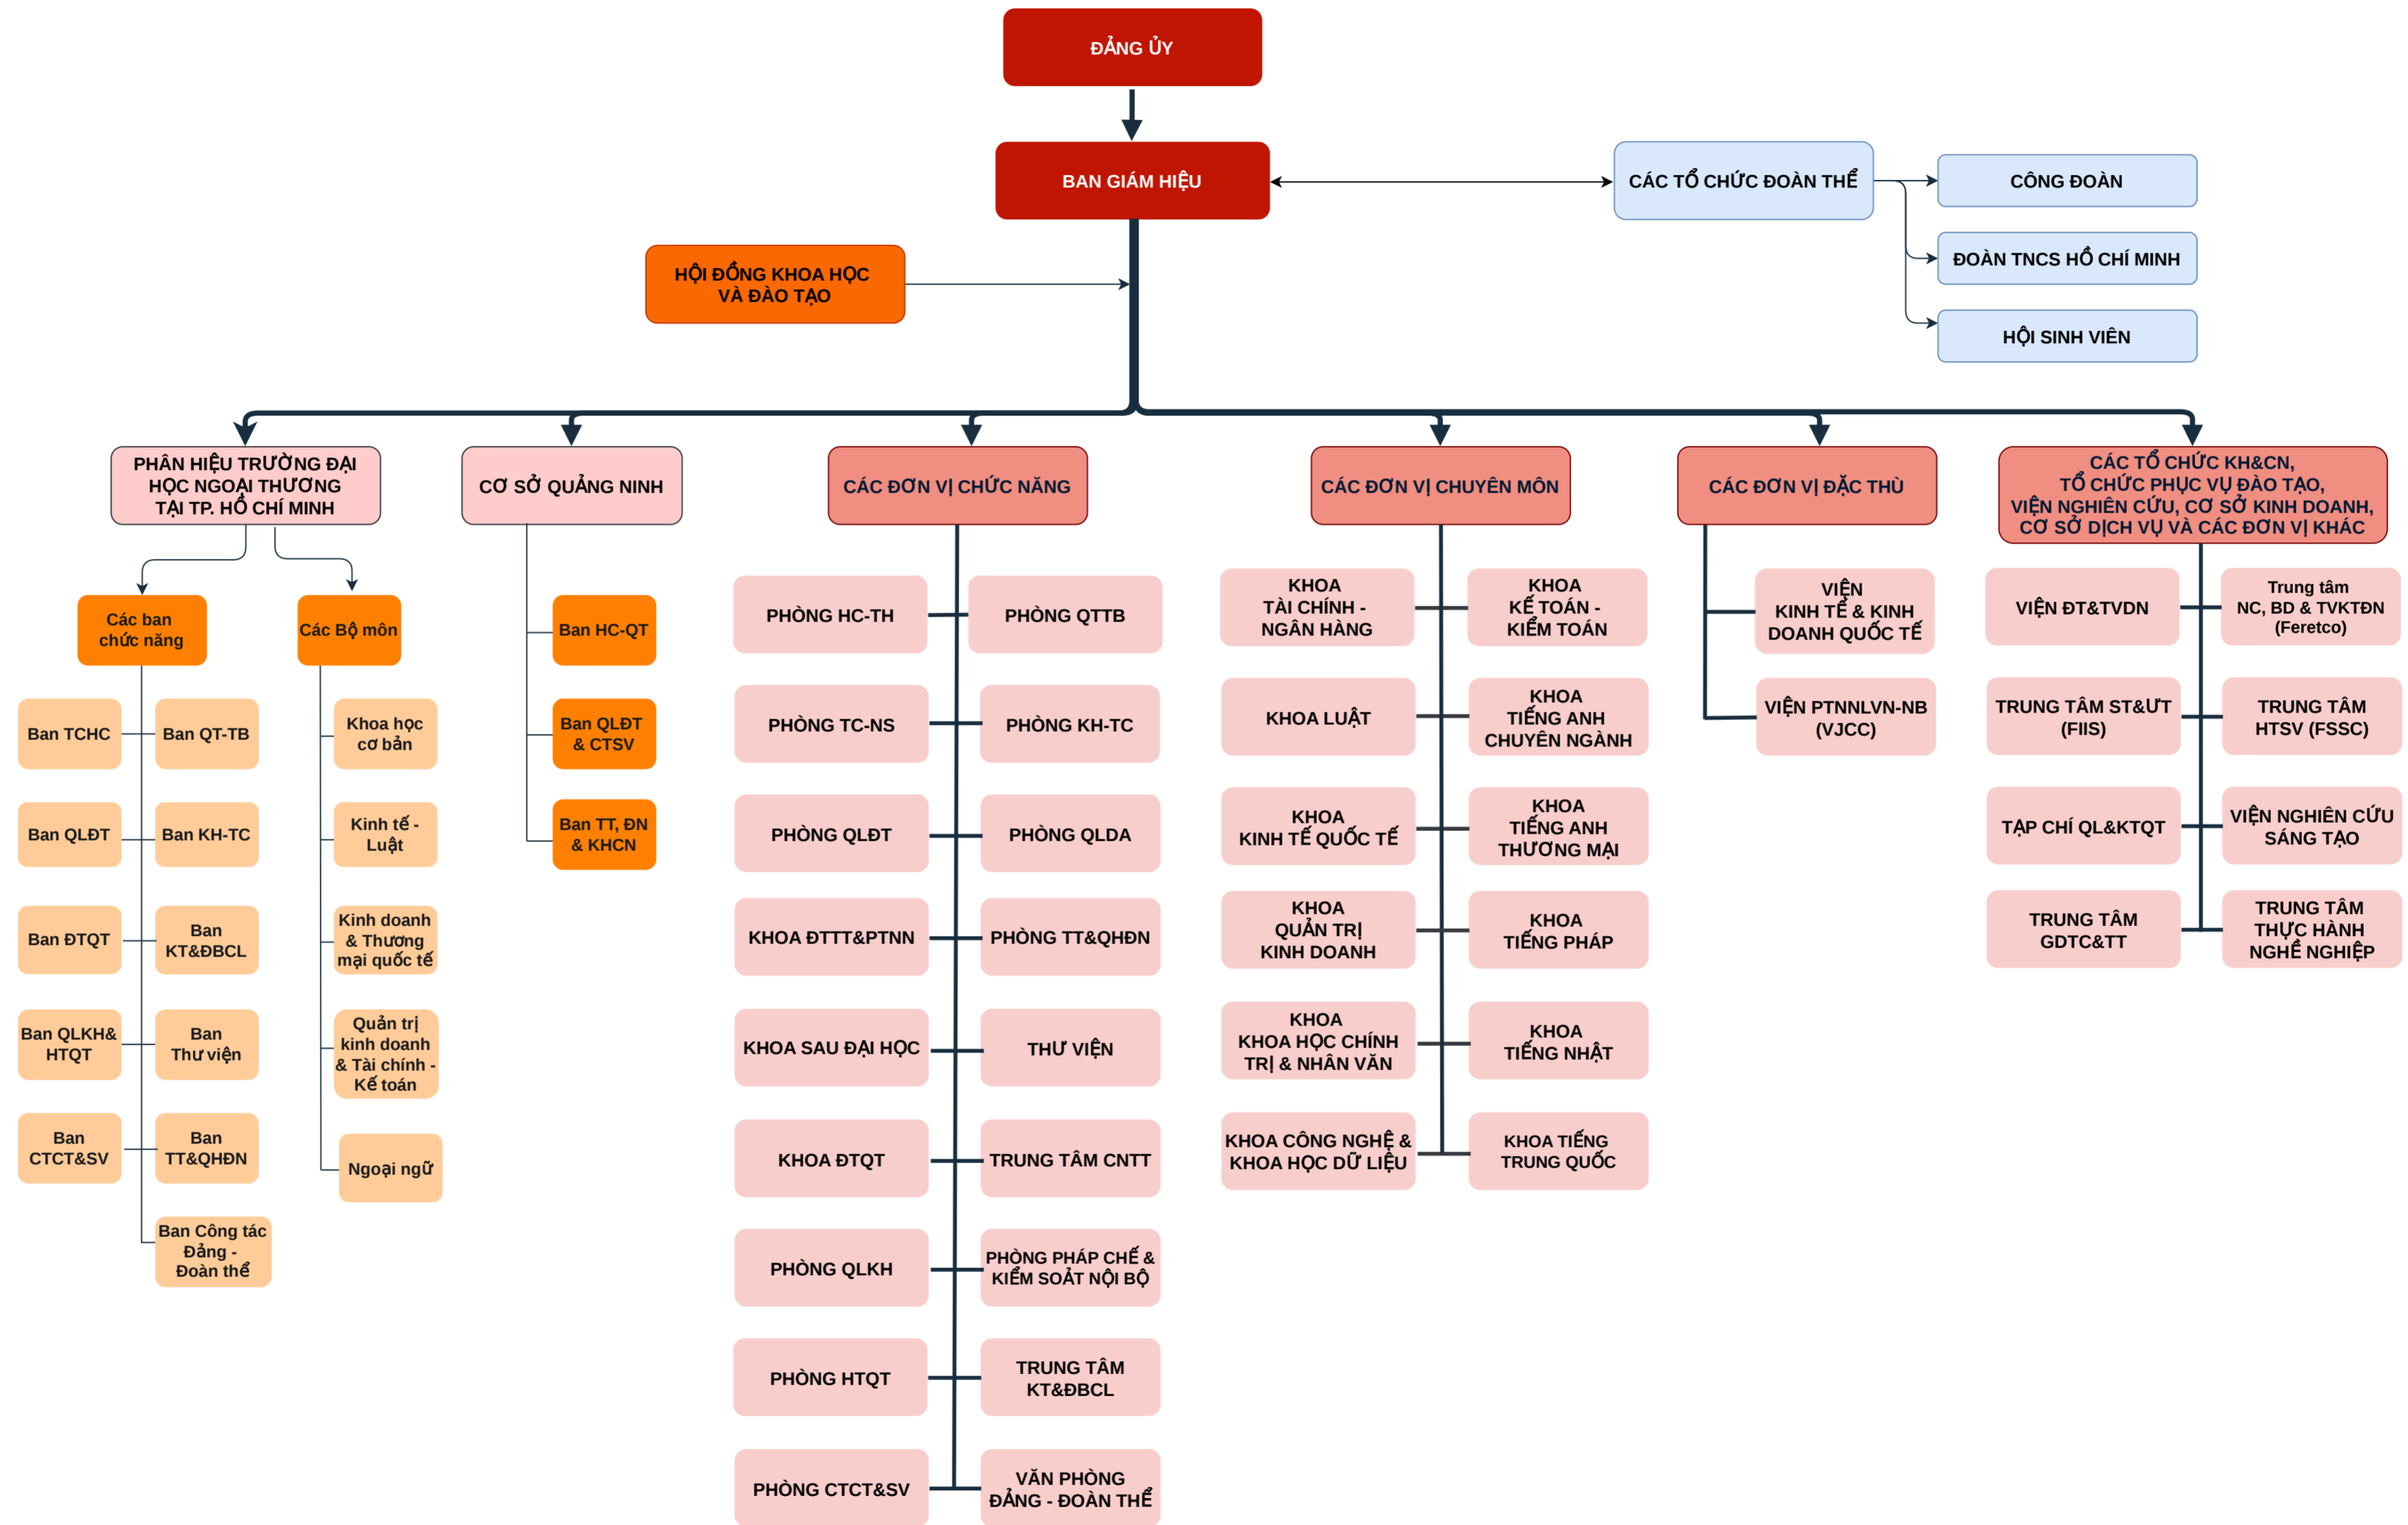 ĐẢNG ỦY
BAN GIÁM HIỆU
CÁC TỔ CHỨC ĐOÀN THỂ
CÔNG ĐOÀN
ĐOÀN TNCS HỒ CHÍ MINH
HỘI SINH VIÊN
HỘI ĐỒNG KHOA HỌC
VÀ ĐÀO TẠO
PHÂN HIỆU TRƯỜNG ĐẠI
HỌC NGOẠI THƯƠNG
TẠI TP. HỒ CHÍ MINH
Các ban
chức năng
Ban TCHC
Ban QT-TB
Ban QLĐT
Ban KH-TC
Ban ĐTQT
Ban
KT&ĐBCL
Ban QLKH&
HTQT
Ban
Thư viện
Ban
CTCT&SV
Ban
TT&QHĐN
Ban Công tác
Đảng -
Đoàn thể
Các Bộ môn
Khoa học
cơ bản
Kinh tế -
Luật
Kinh doanh
& Thương
mại quốc tế
Quản trị
kinh doanh
& Tài chính -
Kế toán
Ngoại ngữ
CƠ SỞ QUẢNG NINH
Ban HC-QT
Ban QLĐT
& CTSV
Ban TT, ĐN
& KHCN
CÁC ĐƠN VỊ CHỨC NĂNG
PHÒNG HC-TH
PHÒNG QTTB
PHÒNG TC-NS
PHÒNG KH-TC
PHÒNG QLĐT
PHÒNG QLDA
KHOA ĐTTT&PTNN
PHÒNG TT&QHĐN
KHOA SAU ĐẠI HỌC
THƯ VIỆN
KHOA ĐTQT
TRUNG TÂM CNTT
PHÒNG QLKH
PHÒNG PHÁP CHẾ &
KIỂM SOẢT NỘI BỘ
PHÒNG HTQT
TRUNG TÂM
KT&ĐBCL
PHÒNG CTCT&SV
VĂN PHÒNG
ĐẢNG - ĐOÀN THỂ
CÁC ĐƠN VỊ CHUYÊN MÔN
KHOA
TÀI CHÍNH -
NGÂN HÀNG
KHOA
KẾ TOÁN -
KIỂM TOÁN
KHOA LUẬT
KHOA
TIẾNG ANH
CHUYÊN NGÀNH
KHOA
KINH TẾ QUỐC TẾ
KHOA
TIẾNG ANH
THƯƠNG MẠI
KHOA
QUẢN TRỊ
KINH DOANH
KHOA
TIẾNG PHÁP
KHOA
KHOA HỌC CHÍNH
TRỊ & NHÂN VĂN
KHOA
TIẾNG NHẬT
KHOA CÔNG NGHỆ &
KHOA HỌC DỮ LIỆU
KHOA TIẾNG
TRUNG QUỐC
CÁC ĐƠN VỊ ĐẶC THÙ
VIỆN
KINH TẾ & KINH
DOANH QUỐC TẾ
VIỆN PTNNLVN-NB
(VJCC)
CÁC TỔ CHỨC KH&CN,
TỔ CHỨC PHỤC VỤ ĐÀO TẠO,
VIỆN NGHIÊN CỨU, CƠ SỞ KINH DOANH,
CƠ SỞ DỊCH VỤ VÀ CÁC ĐƠN VỊ KHÁC
VIỆN ĐT&TVDN
Trung tâm
NC, BD & TVKTĐN
(Feretco)
TRUNG TÂM ST&ƯT
(FIIS)
TRUNG TÂM
HTSV (FSSC)
TẠP CHÍ QL&KTQT
VIỆN NGHIÊN CỨU
SÁNG TẠO
TRUNG TÂM
GDTC&TT
TRUNG TÂM
THỰC HÀNH
NGHỀ NGHIỆP